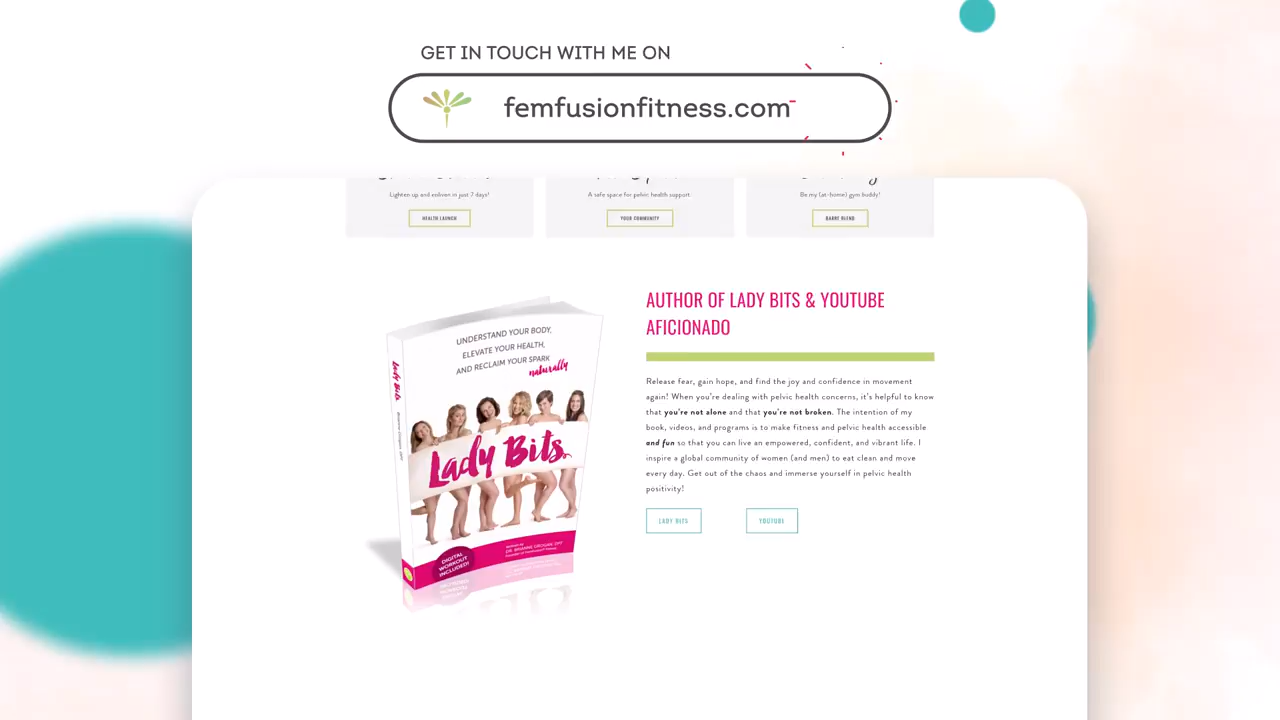 GET IN TOUCH WITH ME ON
femfusionfitness.com
Lighten up and enliven in just 7 days!
A safe space for pelvic health support
Be my (at-home) gym buddy!
HEALTH LAUNCH
YOUR COMMUNITY
BARRE BLEND
UNDERSTAND YOUR BODY,
ELEVATE YOUR HEALTH,
AND RECLAIM YOUR SPARK
naturally
Lady Bits
Lady Bits
DIGITAL
WORKOUT
INCLUDED!
DR. BRIANNE GROGAN, DPT
AUTHOR OF LADY BITS & YOUTUBE
AFICIONADO
Release fear, gain hope, and find the joy and confidence in movement
again! When you're dealing with pelvic health concerns, it's helpful to know
that you're not alone and that you're not broken. The intention of my
book, videos, and programs is to make fitness and pelvic health accessible
and fun so that you can live an empowered, confident, and vibrant life. I
inspire a global community of women (and men) to eat clean and move
every day. Get out of the chaos and immerse yourself in pelvic health
positivity!
LADY BITS
YOUTUBE